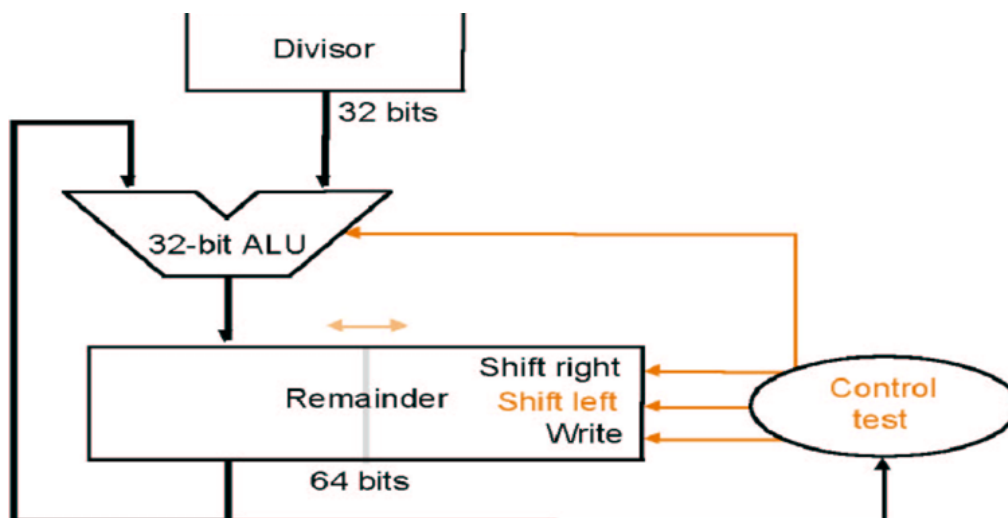 Divisor
32 bits
32-bit ALU
Shift right
Remainder
Shift left
Write
64 bits
Control
test